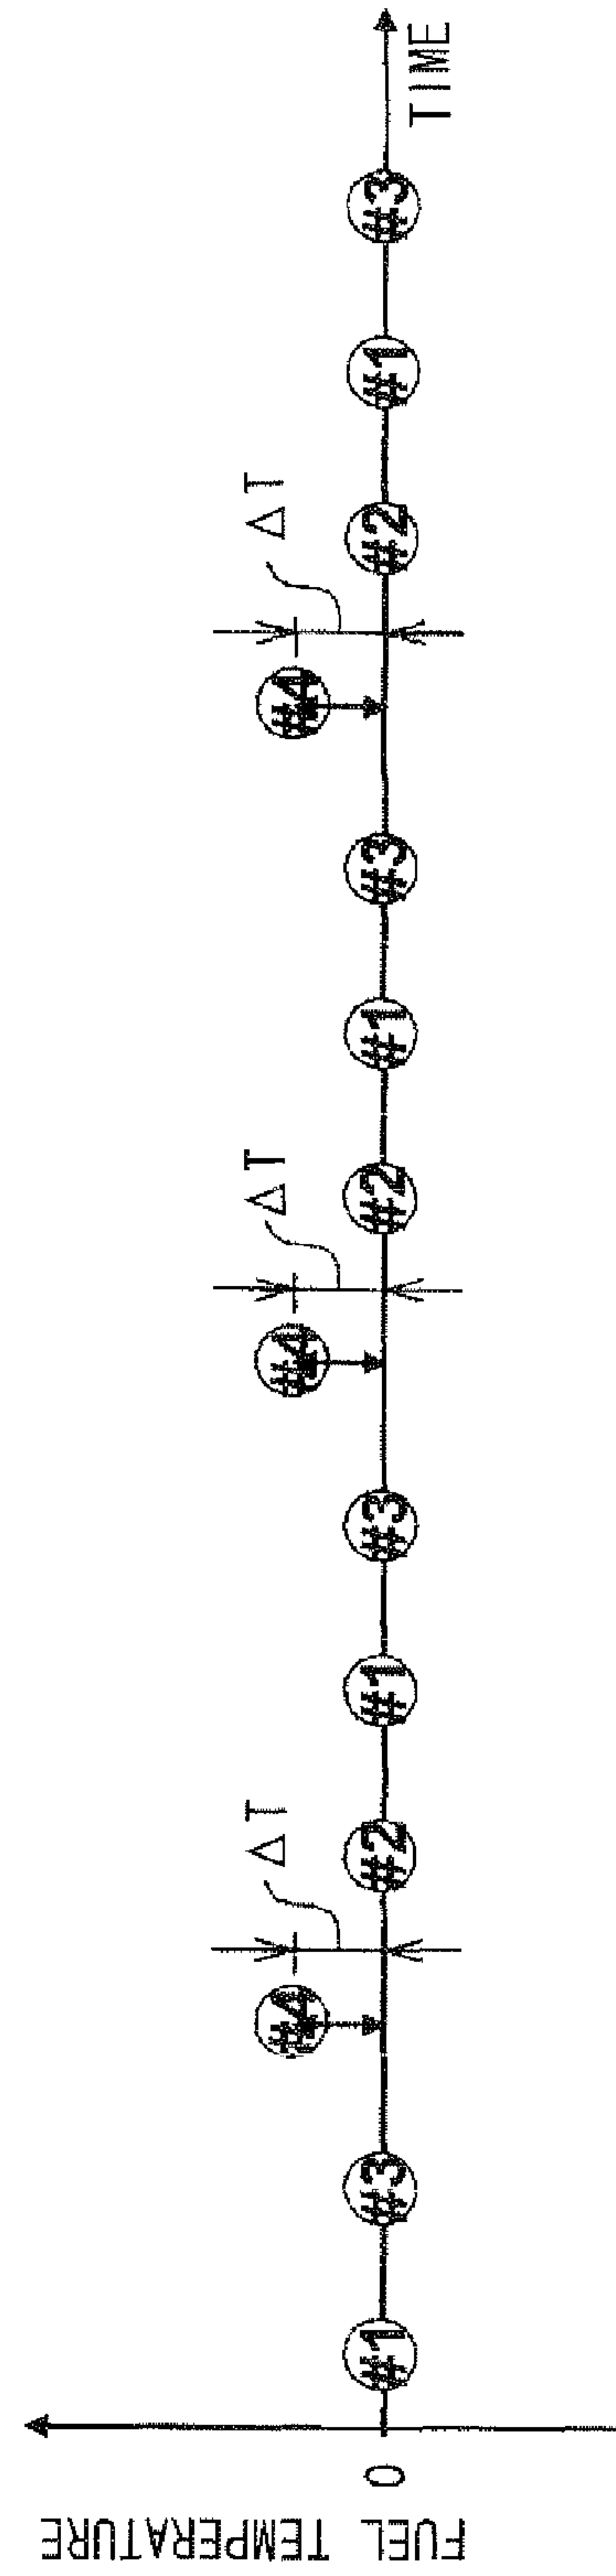 FUEL TEMPERATURE
ΔT ΔT ΔT
#4 #4 #4
0 #1 #3 #2 #1 #3 #2 #1 #3 #2 #1 #3
TIME